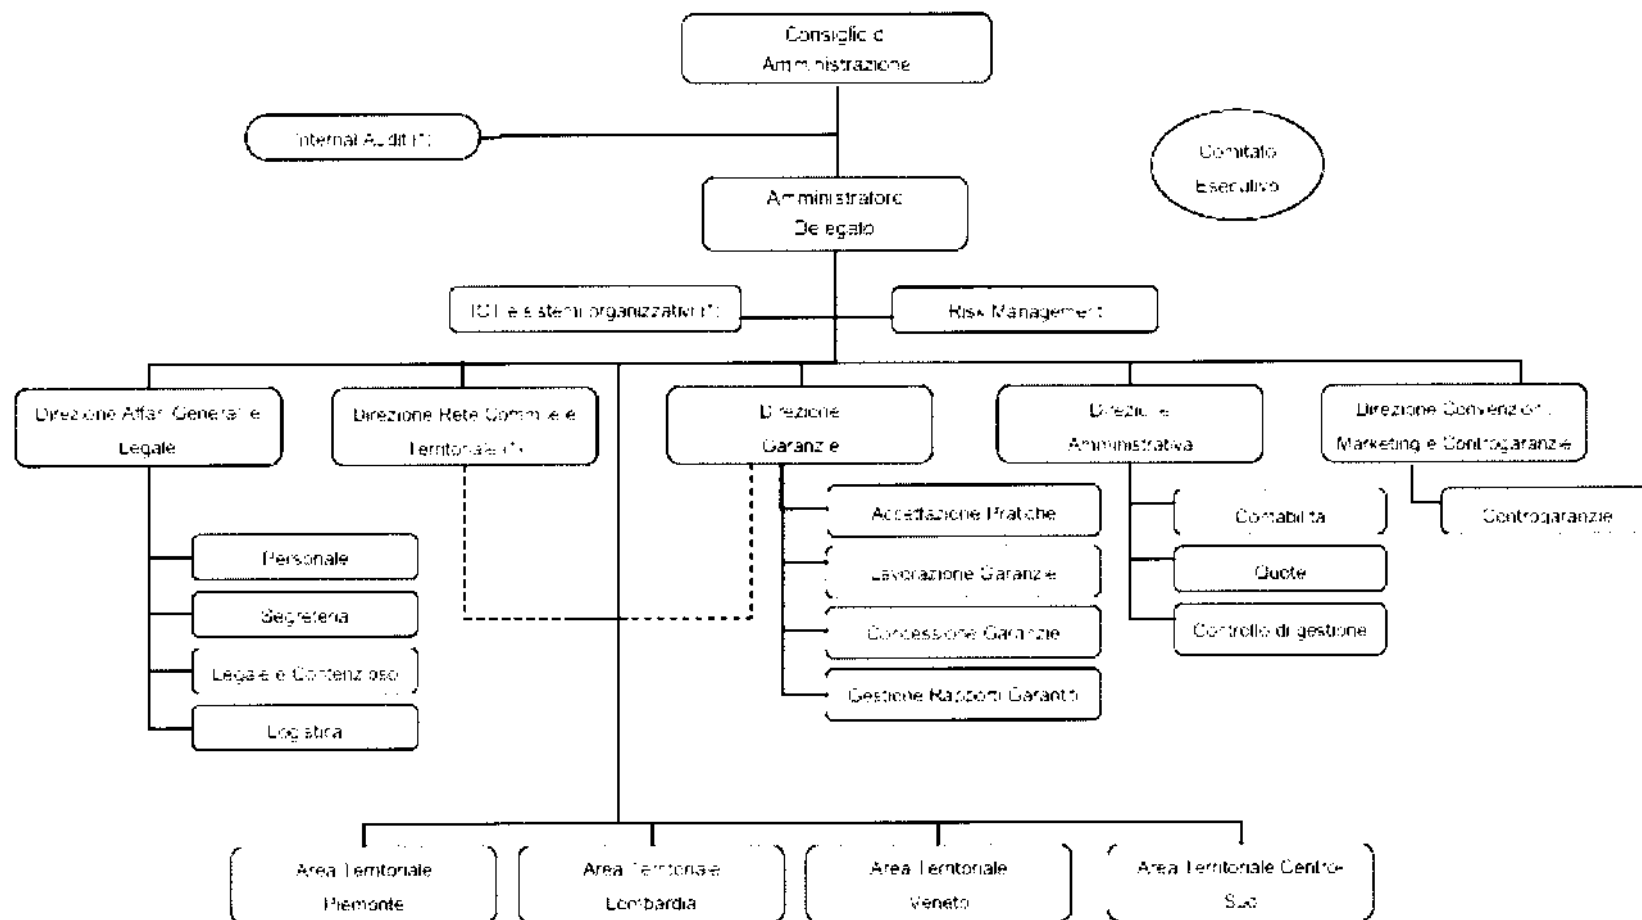 Consiglio d
Amministrazione
Internal Audit (*)
Comitato
Esecutivo
Amministratore
Delegato
ICT e sistemi organizzativi (*)
Risk Management
Direzione Affari Generali e
Legale
Direzione Rete Comm.le e
Territoriale (*)
Direzione
Garanzie
Direzione
Amministrativa
Direzione Convenzioni,
Marketing e Controgaranzie
Accettazione Pratiche
Contabilità
Controgaranzie
Personale
Lavorazione Garanzie
Quote
Segreteria
Concessione Garanzie
Controllo di gestione
Legale e Contenzioso
Gestione Rapporti Garantiti
Logistica
Area Territoriale
Piemonte
Area Territoriale
Lombardia
Area Territoriale
Veneto
Area Territoriale Centro-
Sud